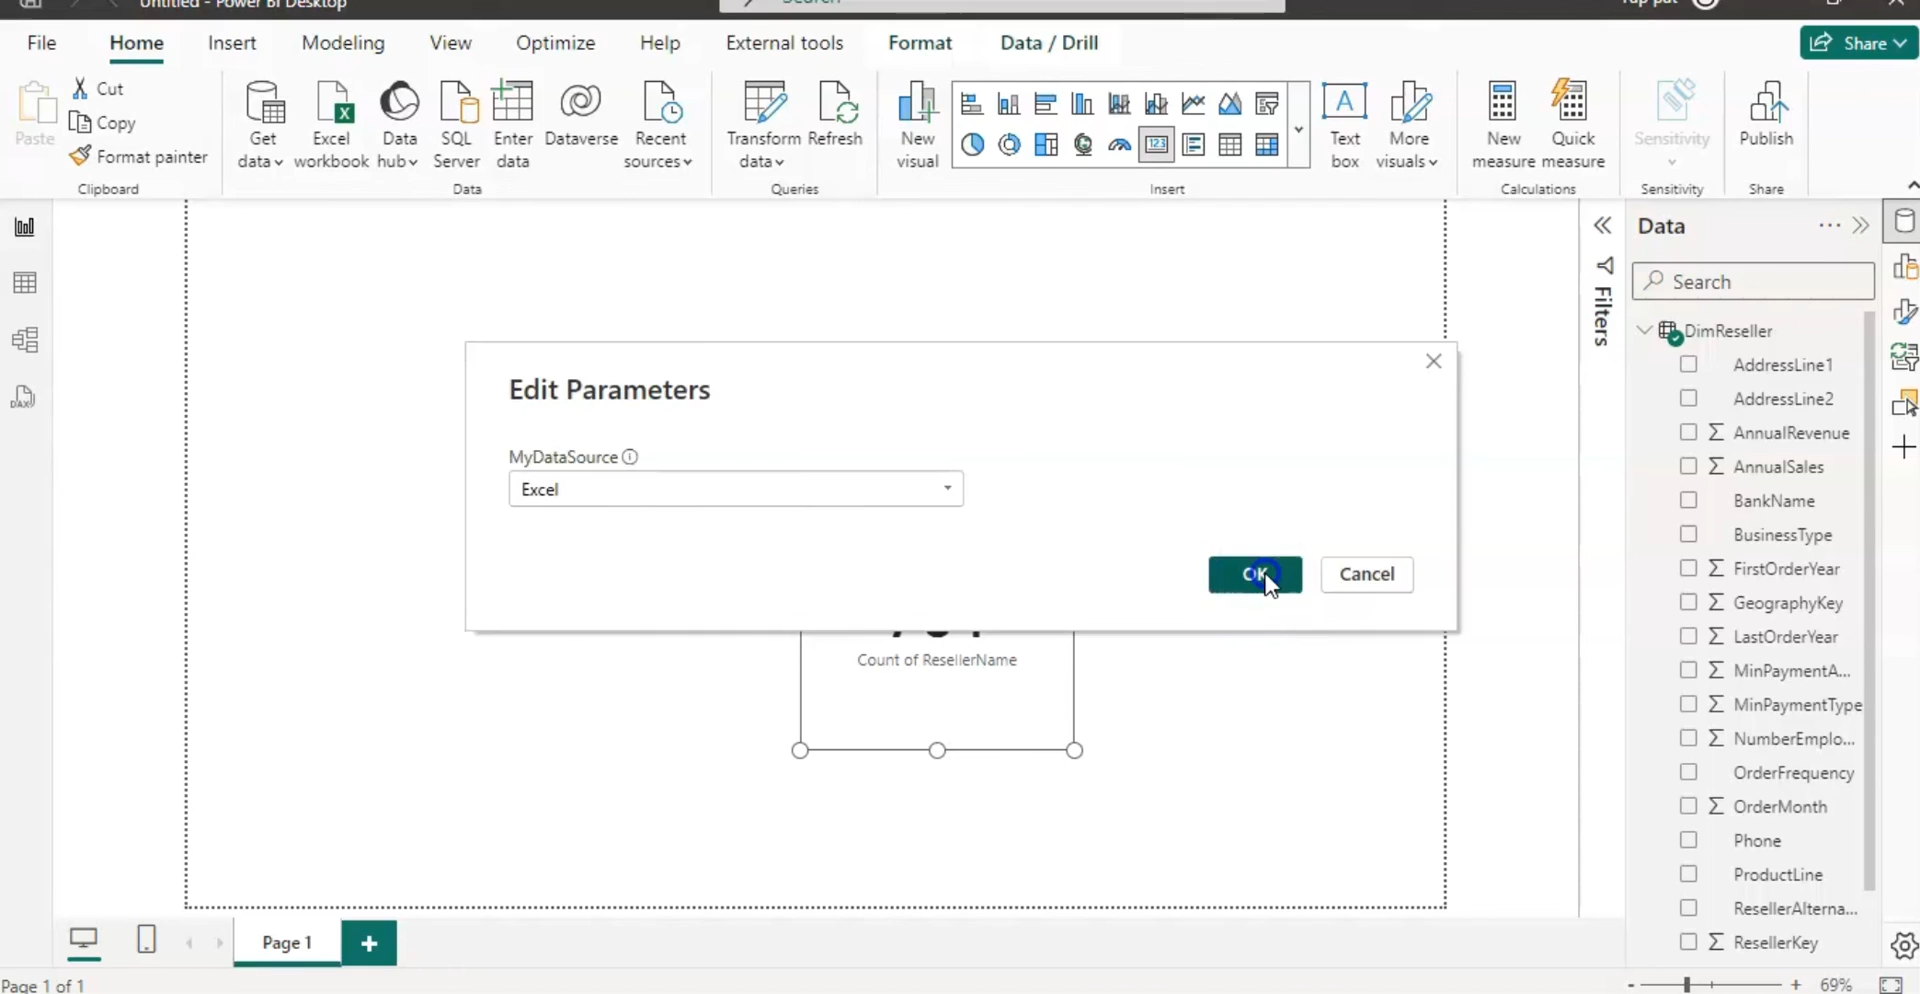 Untitled - Power BI Desktop
Search
File
Home
Insert
Modeling
View
Optimize
Help
External tools
Format
Data / Drill
Share
Paste
Cut
Copy
Format painter
Clipboard
Get
data
Excel
workbook
Data
hub
SQL
Server
Enter
data
Dataverse
Recent
sources
Data
Transform
data
Refresh
Queries
New
visual
123
A
Text
box
More
visuals
Insert
New
measure
Quick
measure
Calculations
Sensitivity
Sensitivity
Publish
Share
DAX
Edit Parameters
MyDataSource
Excel
OK
Cancel
Count of ResellerName
Filters
Data
Search
DimReseller
AddressLine1
AddressLine2
Σ AnnualRevenue
Σ AnnualSales
BankName
BusinessType
Σ FirstOrderYear
Σ GeographyKey
Σ LastOrderYear
Σ MinPaymentA...
Σ MinPaymentType
Σ NumberEmplo...
OrderFrequency
Σ OrderMonth
Phone
ProductLine
ResellerAlterna...
Σ ResellerKey
Page 1
+
Page 1 of 1
- + 69%